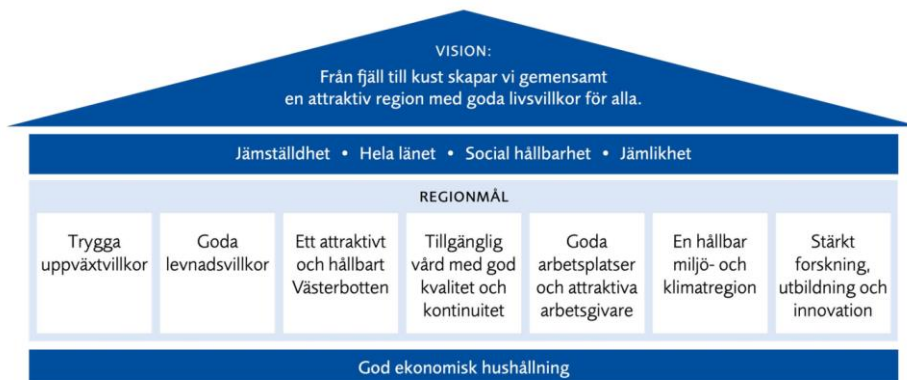 VISION:
Från fjäll till kust skapar vi gemensamt
en attraktiv region med goda livsvillkor för alla.
Jämställdhet • Hela länet • Social hållbarhet • Jämlikhet
REGIONMÅL
Trygga
uppväxtvillkor
Goda
levnadsvillkor
Ett attraktivt
och hållbart
Västerbotten
Tillgänglig
vård med god
kvalitet och
kontinuitet
Goda
arbetsplatser
och attraktiva
arbetsgivare
En hållbar
miljö- och
klimatregion
Stärkt
forskning,
utbildning och
innovation
God ekonomisk hushållning